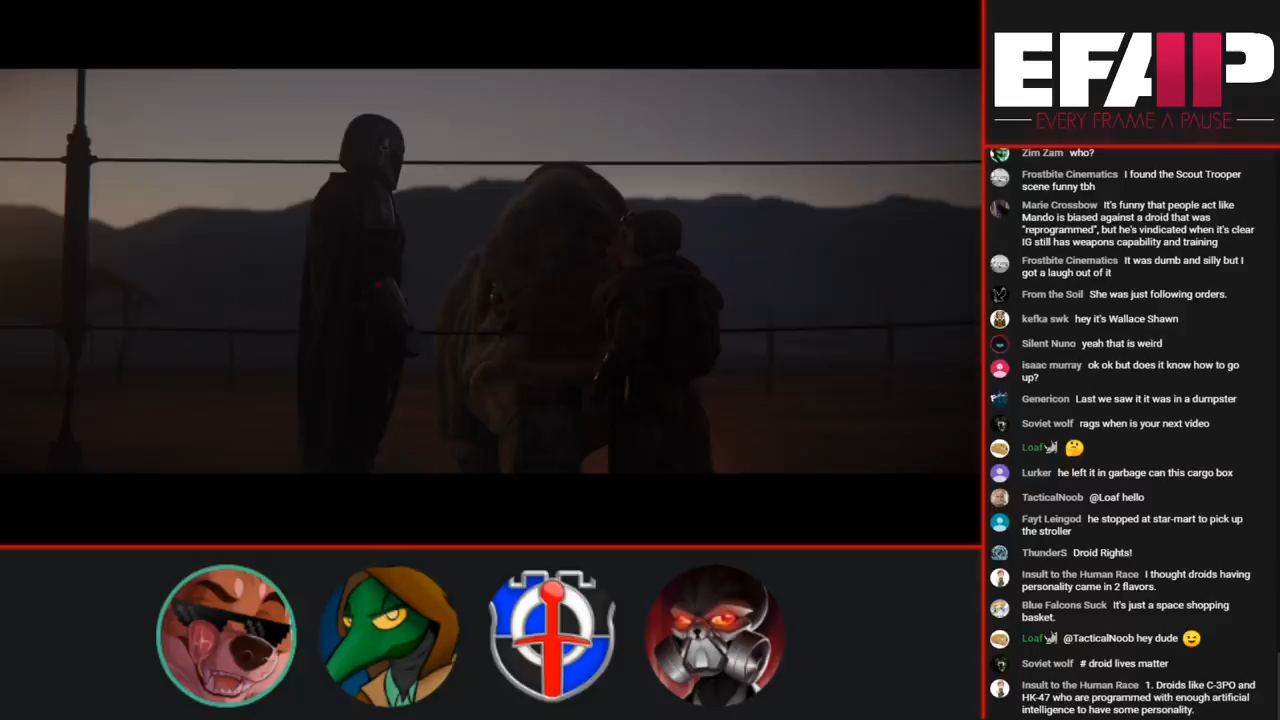 EFAP
EVERY FRAME A PAUSE
Zim Zam who?
Frostbite Cinematics I found the Scout Trooper
scene funny tbh
Marie Crossbow It's funny that people act like
Mando is biased against a droid that was
"reprogrammed", but he's vindicated when it's clear
IG still has weapons capability and training
Frostbite Cinematics It was dumb and silly but I
got a laugh out of it
From the Soil She was just following orders.
kefka swk hey it's Wallace Shawn
Silent Nuno yeah that is weird
isaac murray ok ok but does it know how to go
up?
Genericon Last we saw it it was in a dumpster
Soviet wolf rags when is your next video
Loaf
Lurker he left it in garbage can this cargo box
TacticalNoob @Loaf hello
Fayt Leingod he stopped at star-mart to pick up
the stroller
ThunderS Droid Rights!
Insult to the Human Race I thought droids having
personality came in 2 flavors.
Blue Falcons Suck It's just a space shopping
basket.
Loaf @TacticalNoob hey dude
Soviet wolf # droid lives matter
Insult to the Human Race 1. Droids like C-3PO and
HK-47 who are programmed with enough artificial
intelligence to have some personality.